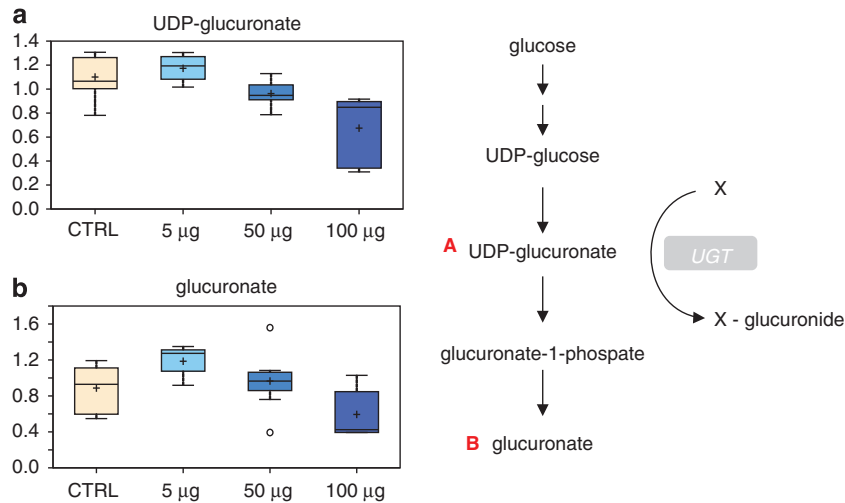 a
UDP-glucuronate
1.4
1.2
1.0
0.8
0.6
0.4
0.2
0.0
CTRL 5 µg 50 µg 100 µg
b
glucuronate
1.6
1.2
0.8
0.4
0
CTRL 5 µg 50 µg 100 µg
glucose
UDP-glucose
A UDP-glucuronate
glucuronate-1-phospate
B glucuronate
X
UGT
X - glucuronide